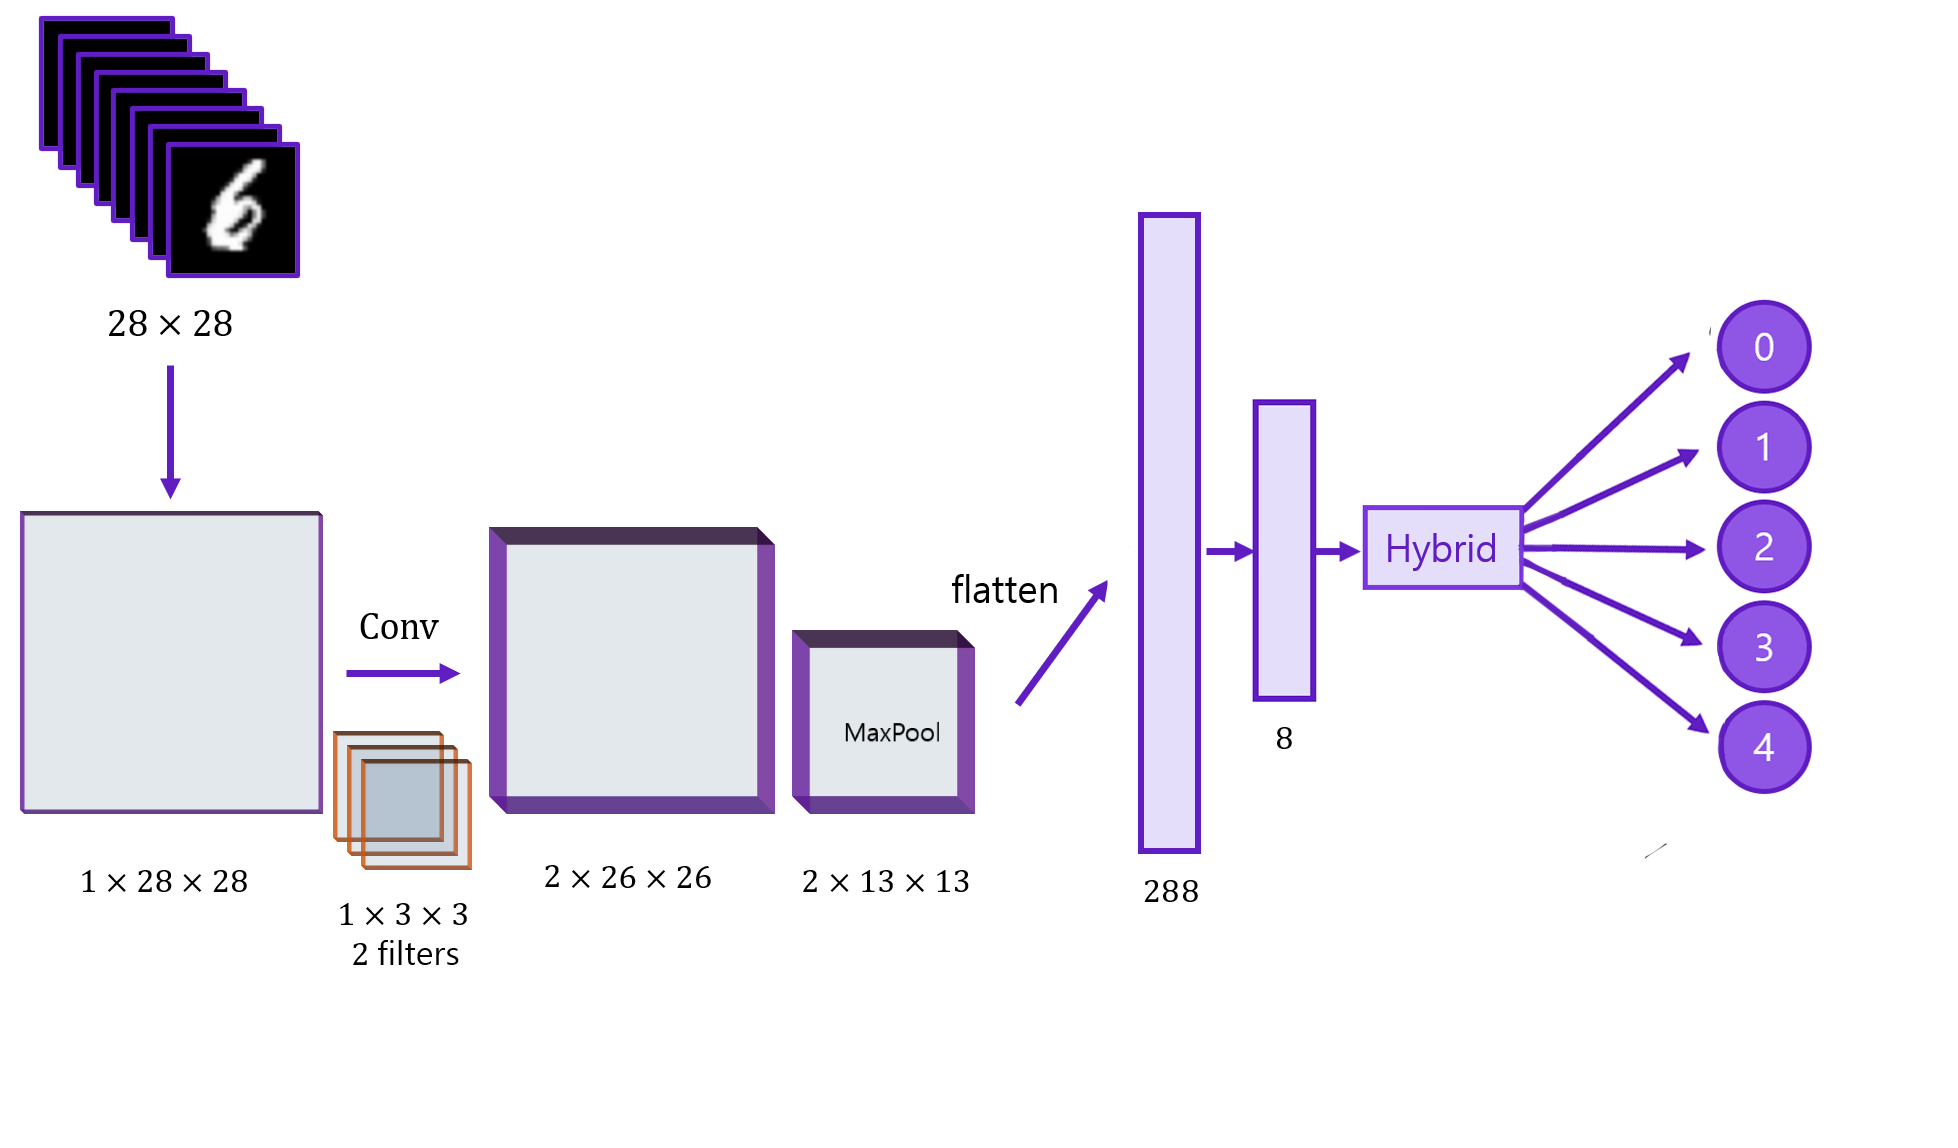 28 × 28
Conv
1 × 28 × 28
1 × 3 × 3
2 filters
2 × 26 × 26
MaxPool
2 × 13 × 13
flatten
288
8
Hybrid
0
1
2
3
4
6